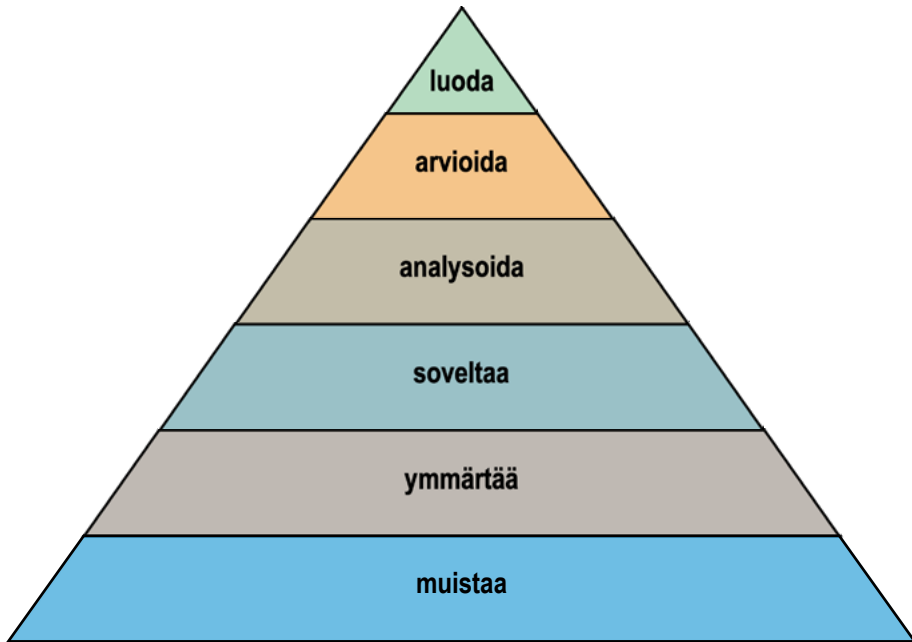 luoda
arvioida
analysoida
soveltaa
ymmärtää
muistaa